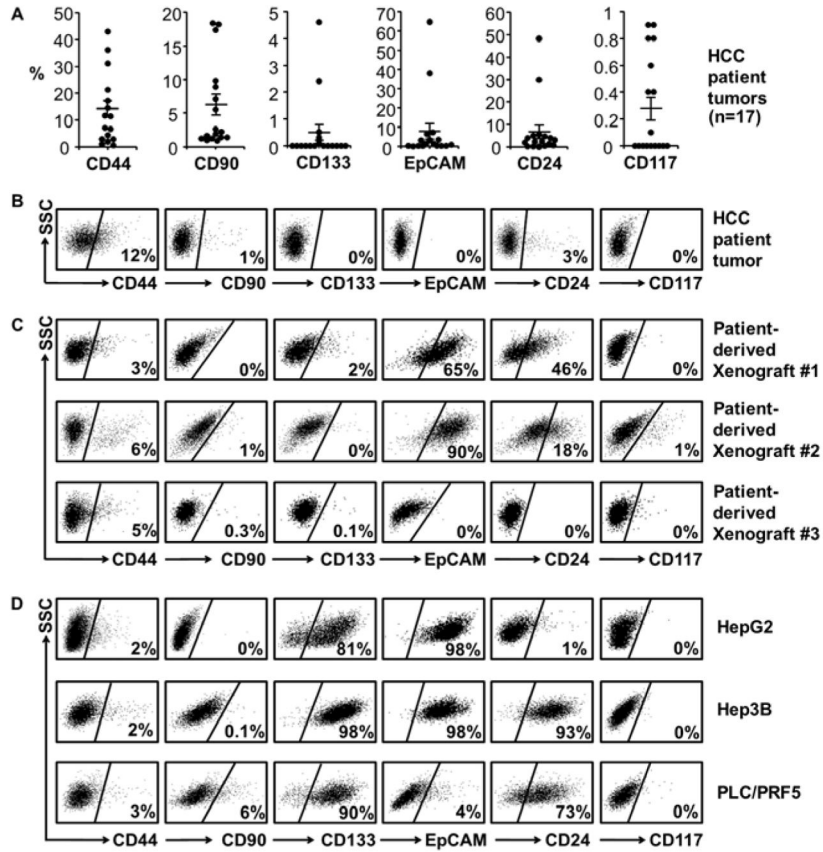 A
50
40
30
20
10
0
%
CD44
20
15
10
5
0
CD90
5
4
3
2
1
0
CD133
70
60
50
40
30
20
10
0
EpCAM
60
50
40
30
20
10
0
CD24
1
0.8
0.6
0.4
0.2
0
CD117
HCC
patient
tumors
(n=17)
B
SSC
12% 1% 0% 0% 3% 0%
HCC
patient
tumor
CD44 CD90 CD133 EpCAM CD24 CD117
C
SSC
3% 0% 2% 65% 46% 0%
Patient-
derived
Xenograft #1
6% 1% 0% 90% 18% 1%
Patient-
derived
Xenograft #2
5% 0.3% 0.1% 0% 0% 0%
Patient-
derived
Xenograft #3
CD44 CD90 CD133 EpCAM CD24 CD117
D
SSC
2% 0% 81% 98% 1% 0%
HepG2
2% 0.1% 98% 98% 93% 0%
Hep3B
3% 6% 90% 4% 73% 0%
PLC/PRF5
CD44 CD90 CD133 EpCAM CD24 CD117